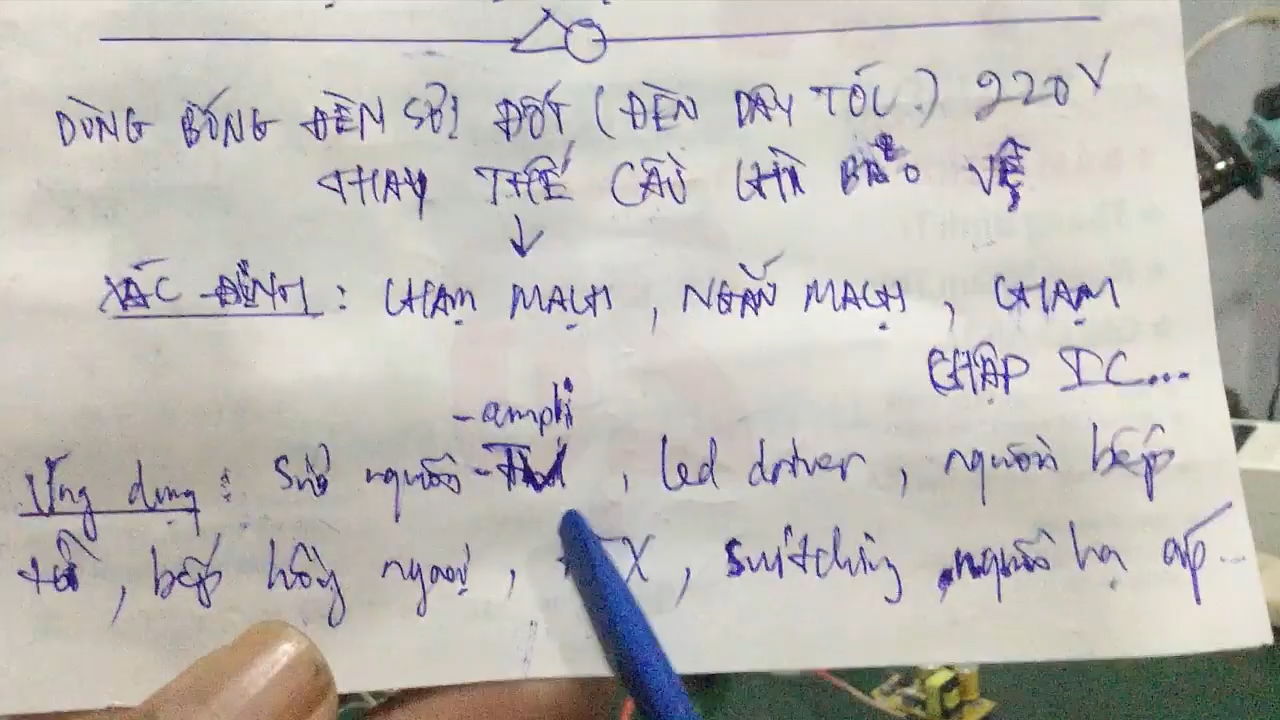 DÙNG BÓNG ĐÈN SỢI ĐỐT (ĐÈN DÂY TÓC) 220V
THAY THẾ CẦU CHÌ BẢO VỆ
XÁC ĐỊNH : CHẠM MẠCH, NGẮN MẠCH, CHẠM
CHẬP IC...
- ampli
Ứng dụng : Sửa nguồn - Tivi, led driver, nguồn bếp
từ, bếp hồng ngoại, X, switching, nguồn hạ áp...